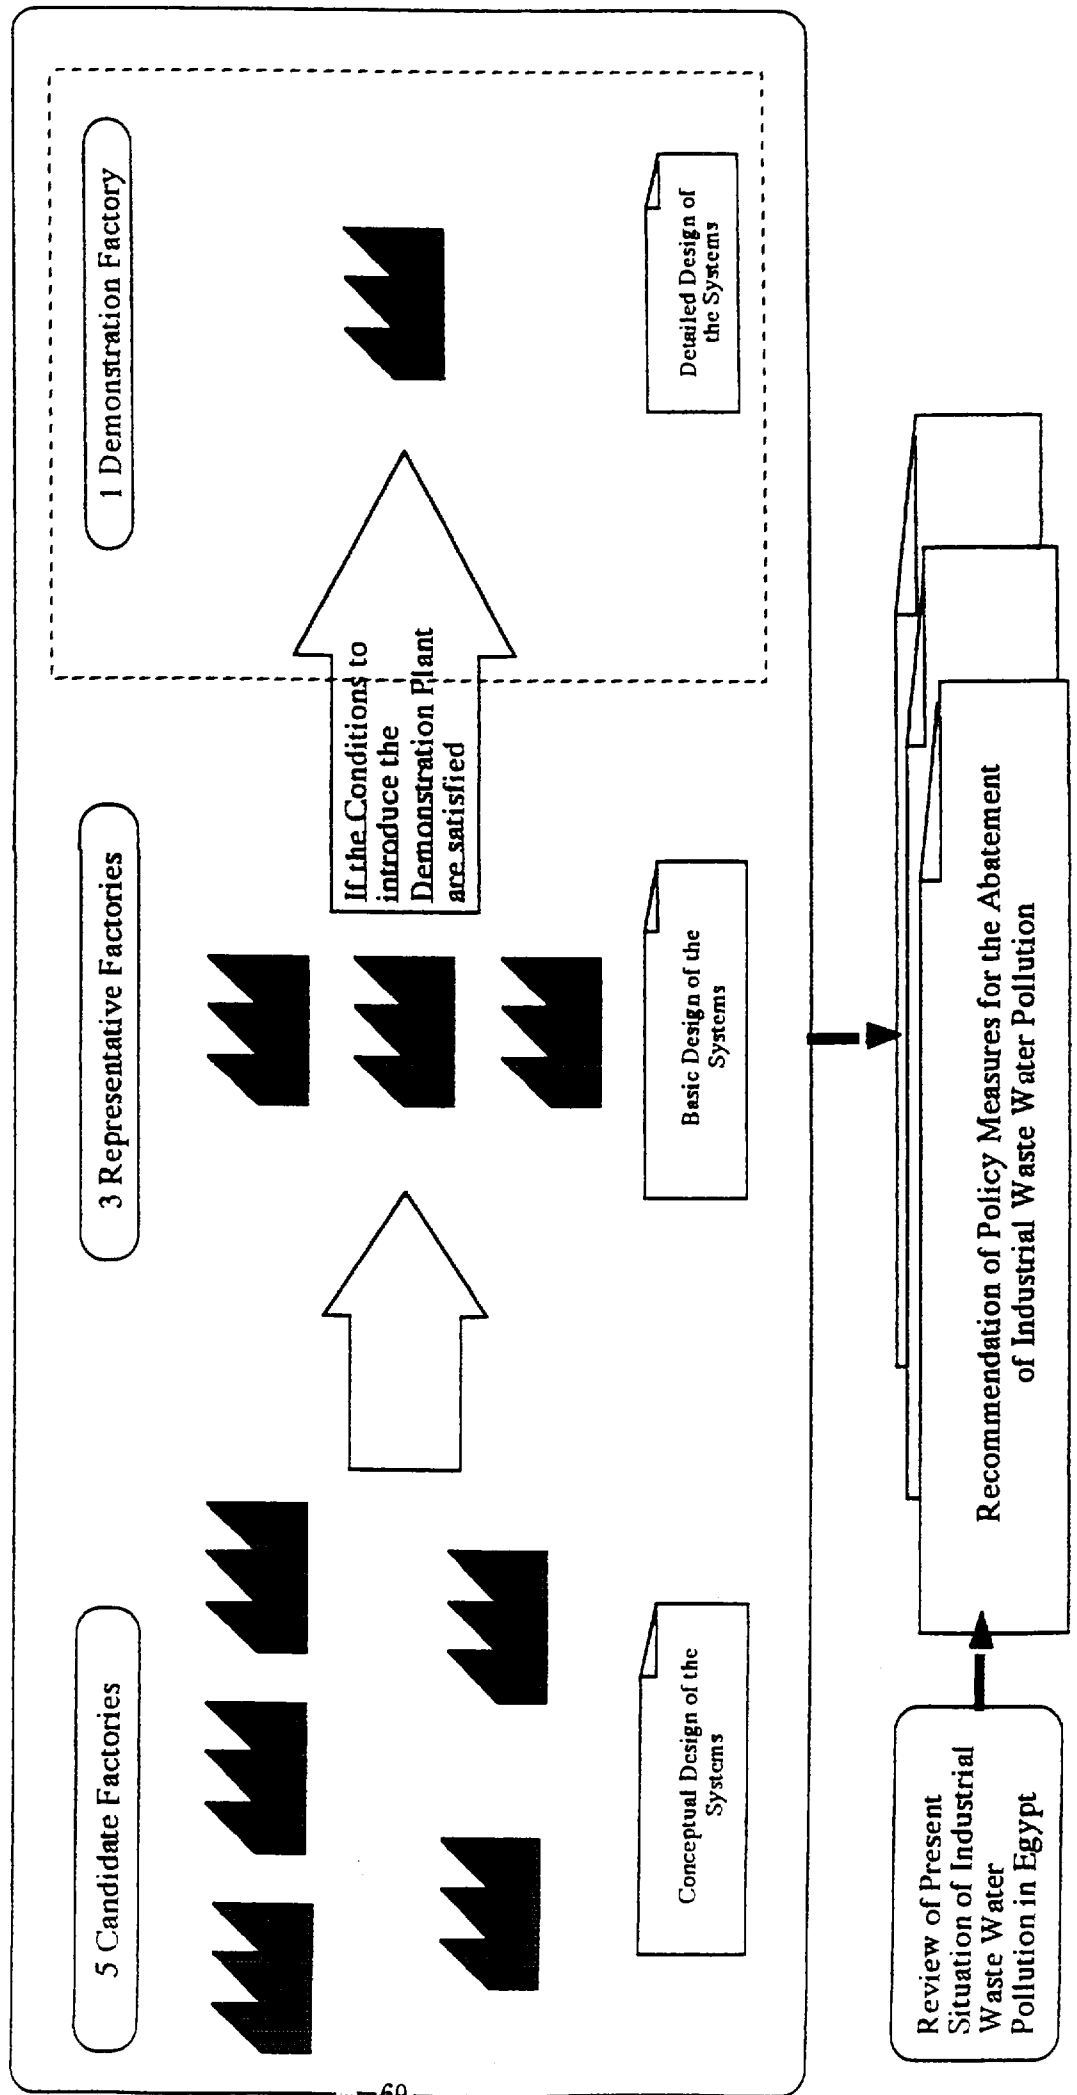 5 Candidate Factories
3 Representative Factories
1 Demonstration Factory
If the Conditions to
introduce the
Demonstration Plant
are satisfied
Conceptual Design of the
Systems
Basic Design of the
Systems
Detailed Design of
the Systems
Review of Present
Situation of Industrial
Waste Water
Pollution in Egypt
Recommendation of Policy Measures for the Abatement
of Industrial Waste Water Pollution